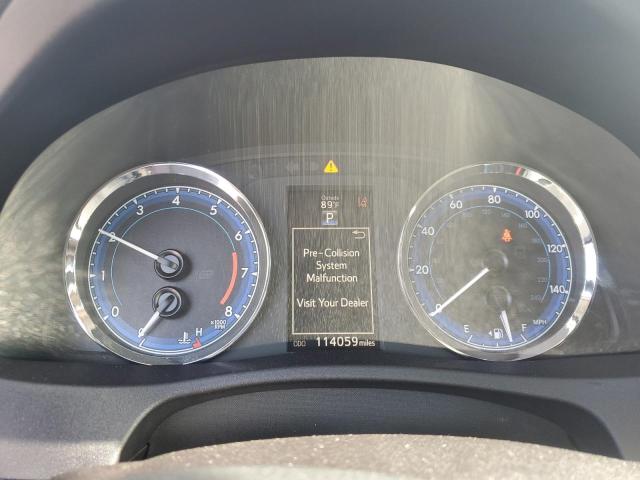 Outside
89°F
P
Pre-Collision
System
Malfunction
Visit Your Dealer
ODO 114059 miles
0 1 2 3 4 5 6 7 8
x1000
RPM
H
0 20 40 60 80 100 120 140
MPH
E F